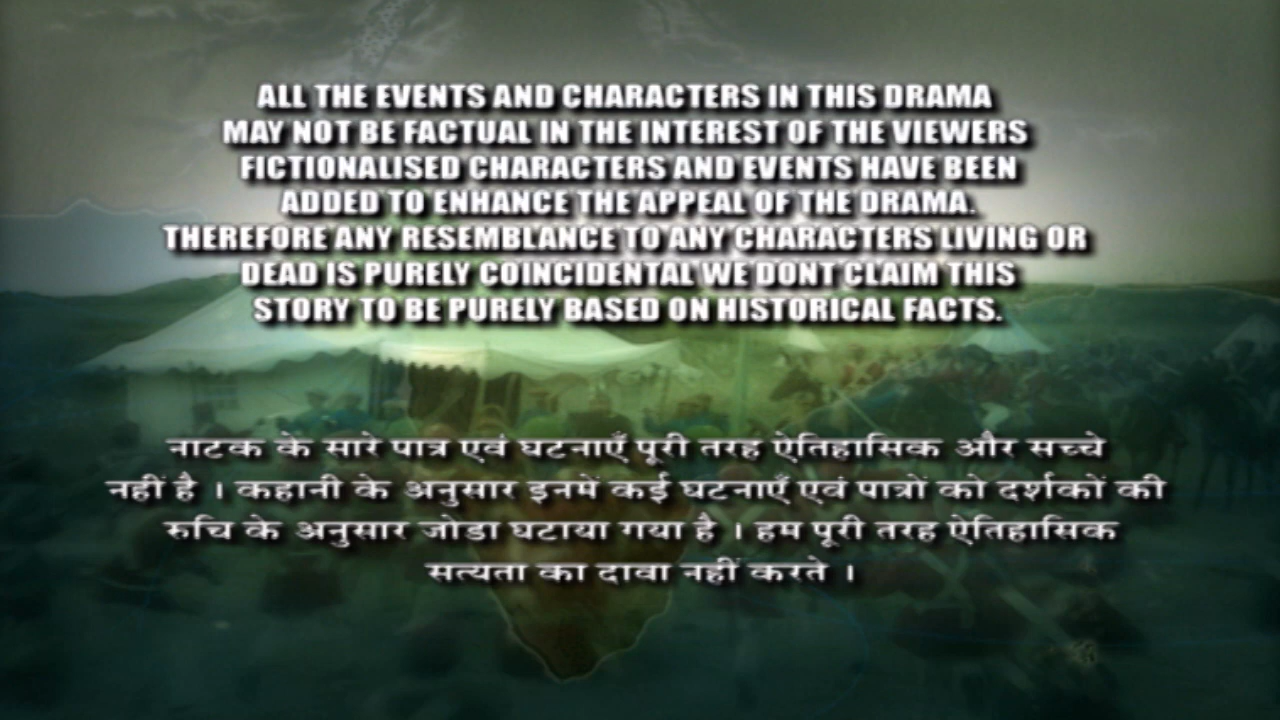 ALL THE EVENTS AND CHARACTERS IN THIS DRAMA
MAY NOT BE FACTUAL IN THE INTEREST OF THE VIEWERS
FICTIONALISED CHARACTERS AND EVENTS HAVE BEEN
ADDED TO ENHANCE THE APPEAL OF THE DRAMA.
THEREFORE ANY RESEMBLANCE TO ANY CHARACTERS LIVING OR
DEAD IS PURELY COINCIDENTAL WE DONT CLAIM THIS
STORY TO BE PURELY BASED ON HISTORICAL FACTS.
नाटक के सारे पात्र एवं घटनाएँ पूरी तरह ऐतिहासिक और सच्चे
नहीं है । कहानी के अनुसार इनमें कई घटनाएँ एवं पात्रों को दर्शकों की
रुचि के अनुसार जोडा घटाया गया है । हम पूरी तरह ऐतिहासिक
सत्यता का दावा नहीं करते ।